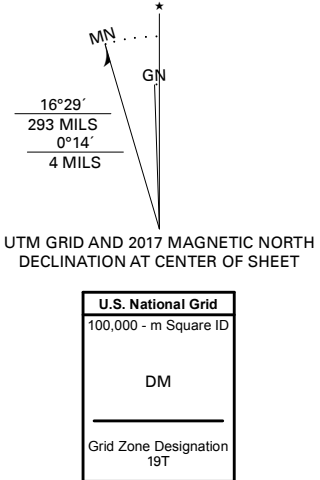 ★
MN
GN
16°29´
293 MILS
0°14´
4 MILS
UTM GRID AND 2017 MAGNETIC NORTH
DECLINATION AT CENTER OF SHEET
U.S. National Grid
100,000 - m Square ID
DM
Grid Zone Designation
19T